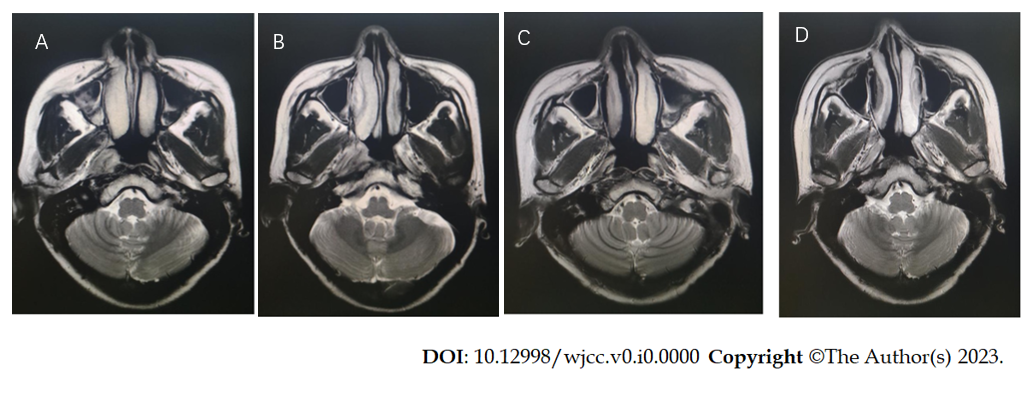 A
B
C
D
DOI: 10.12998/wjcc.v0.i0.0000 Copyright ©The Author(s) 2023.